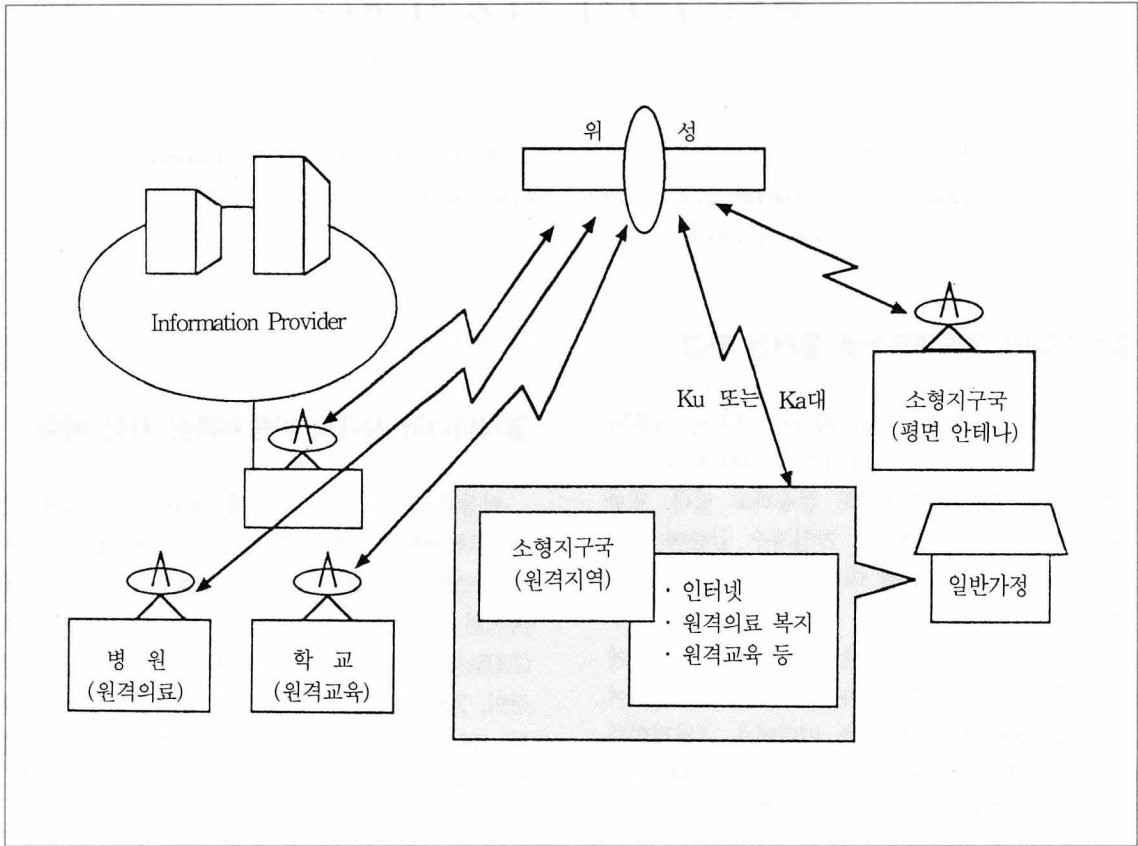 위 성
Information Provider
Ku 또는 Ka대
소형지구국
(평면 안테나)
소형지구국
(원격지역)
· 인터넷
· 원격의료 복지
· 원격교육 등
일반가정
병 원
(원격의료)
학 교
(원격교육)